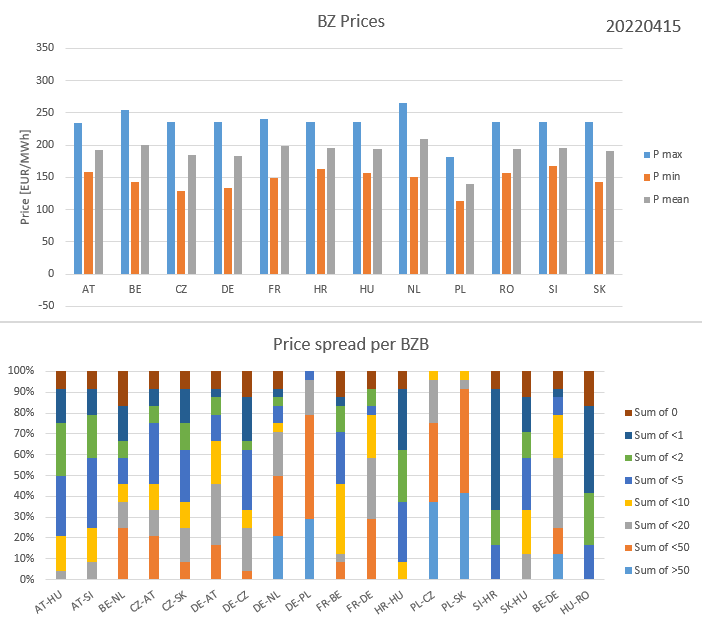 BZ Prices
20220415
350
300
250
200
150
100
50
0
-50
Price [EUR/MWh]
AT BE CZ DE FR HR HU NL PL RO SI SK
P max
P min
P mean
Price spread per BZB
100%
90%
80%
70%
60%
50%
40%
30%
20%
10%
0%
AT-HU AT-SI BE-NL CZ-AT CZ-SK DE-AT DE-CZ DE-NL DE-PL FR-BE FR-DE HR-HU PL-CZ PL-SK SI-HR SK-HU BE-DE HU-RO
Sum of 0
Sum of <1
Sum of <2
Sum of <5
Sum of <10
Sum of <20
Sum of <50
Sum of >50